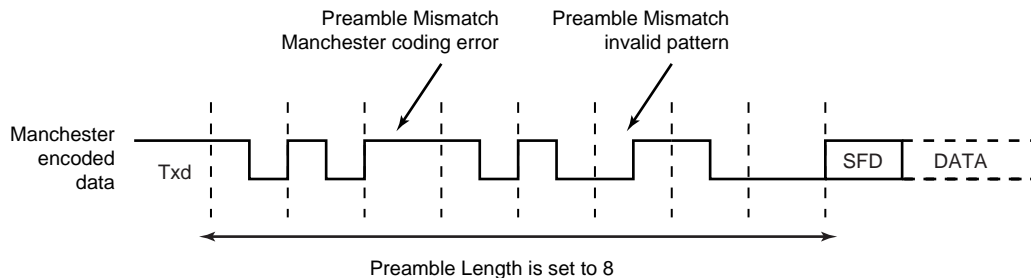 Preamble Mismatch
Manchester coding error
Preamble Mismatch
invalid pattern
Manchester
encoded
data
Txd
SFD
DATA
Preamble Length is set to 8